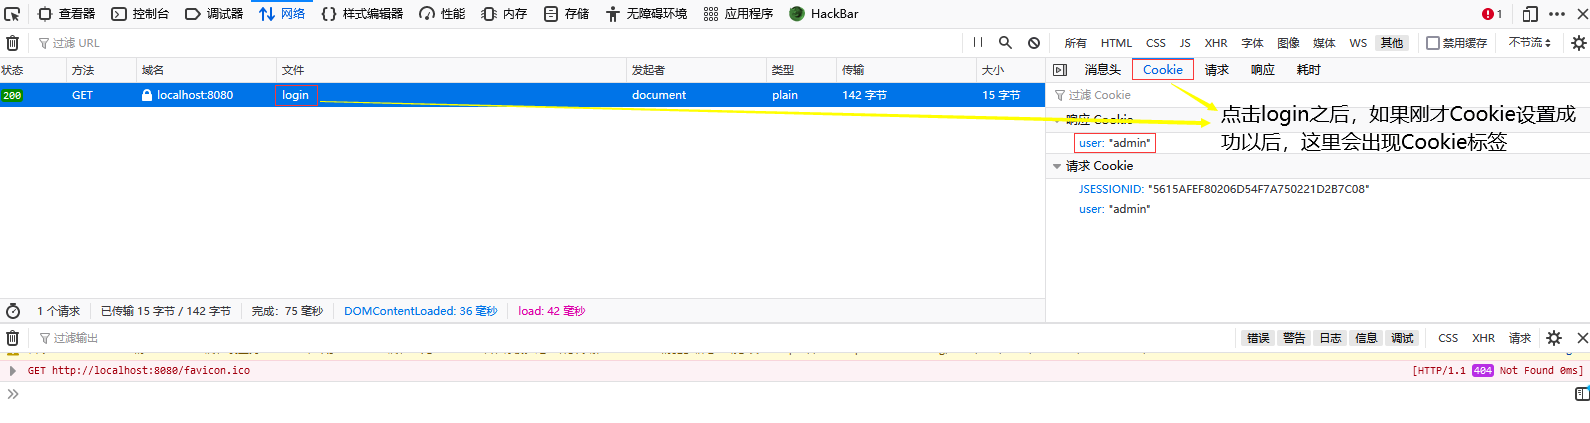 查看器 控制台 调试器 网络 样式编辑器 性能 内存 存储 无障碍环境 应用程序 HackBar 1
过滤 URL 所有 HTML CSS JS XHR 字体 图像 媒体 WS 其他 禁用缓存 不节流
状态 方法 域名 文件 发起者 类型 传输 大小
200 GET localhost:8080 login document plain 142 字节 15 字节
消息头 Cookie 请求 响应 耗时
过滤 Cookie
点击login之后，如果刚才Cookie设置成
功以后，这里会出现Cookie标签
响应 Cookie
user: "admin"
请求 Cookie
JSESSIONID: "5615AFEF80206D54F7A750221D2B7C08"
user: "admin"
1 个请求 已传输 15 字节 / 142 字节 完成：75 毫秒 DOMContentLoaded: 36 毫秒 load: 42 毫秒
过滤输出 错误 警告 日志 信息 调试 CSS XHR 请求
GET http://localhost:8080/favicon.ico [HTTP/1.1 404 Not Found 0ms]